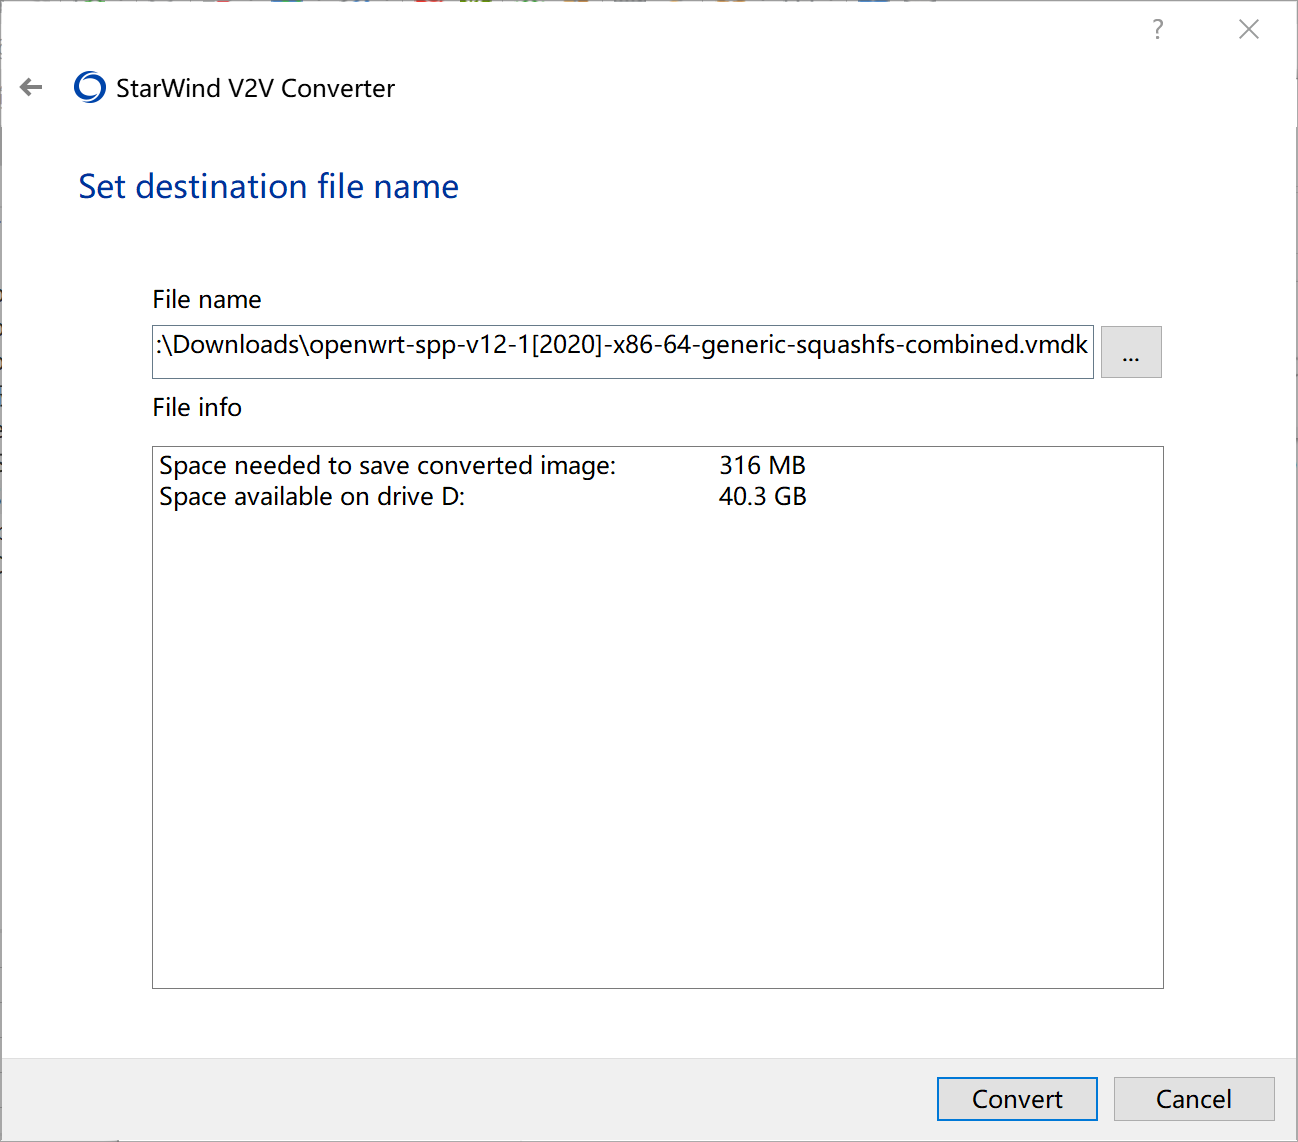 ?
StarWind V2V Converter
Set destination file name
File name
:\Downloads\openwrt-spp-v12-1[2020]-x86-64-generic-squashfs-combined.vmdk
...
File info
Space needed to save converted image: 316 MB
Space available on drive D: 40.3 GB
Convert Cancel